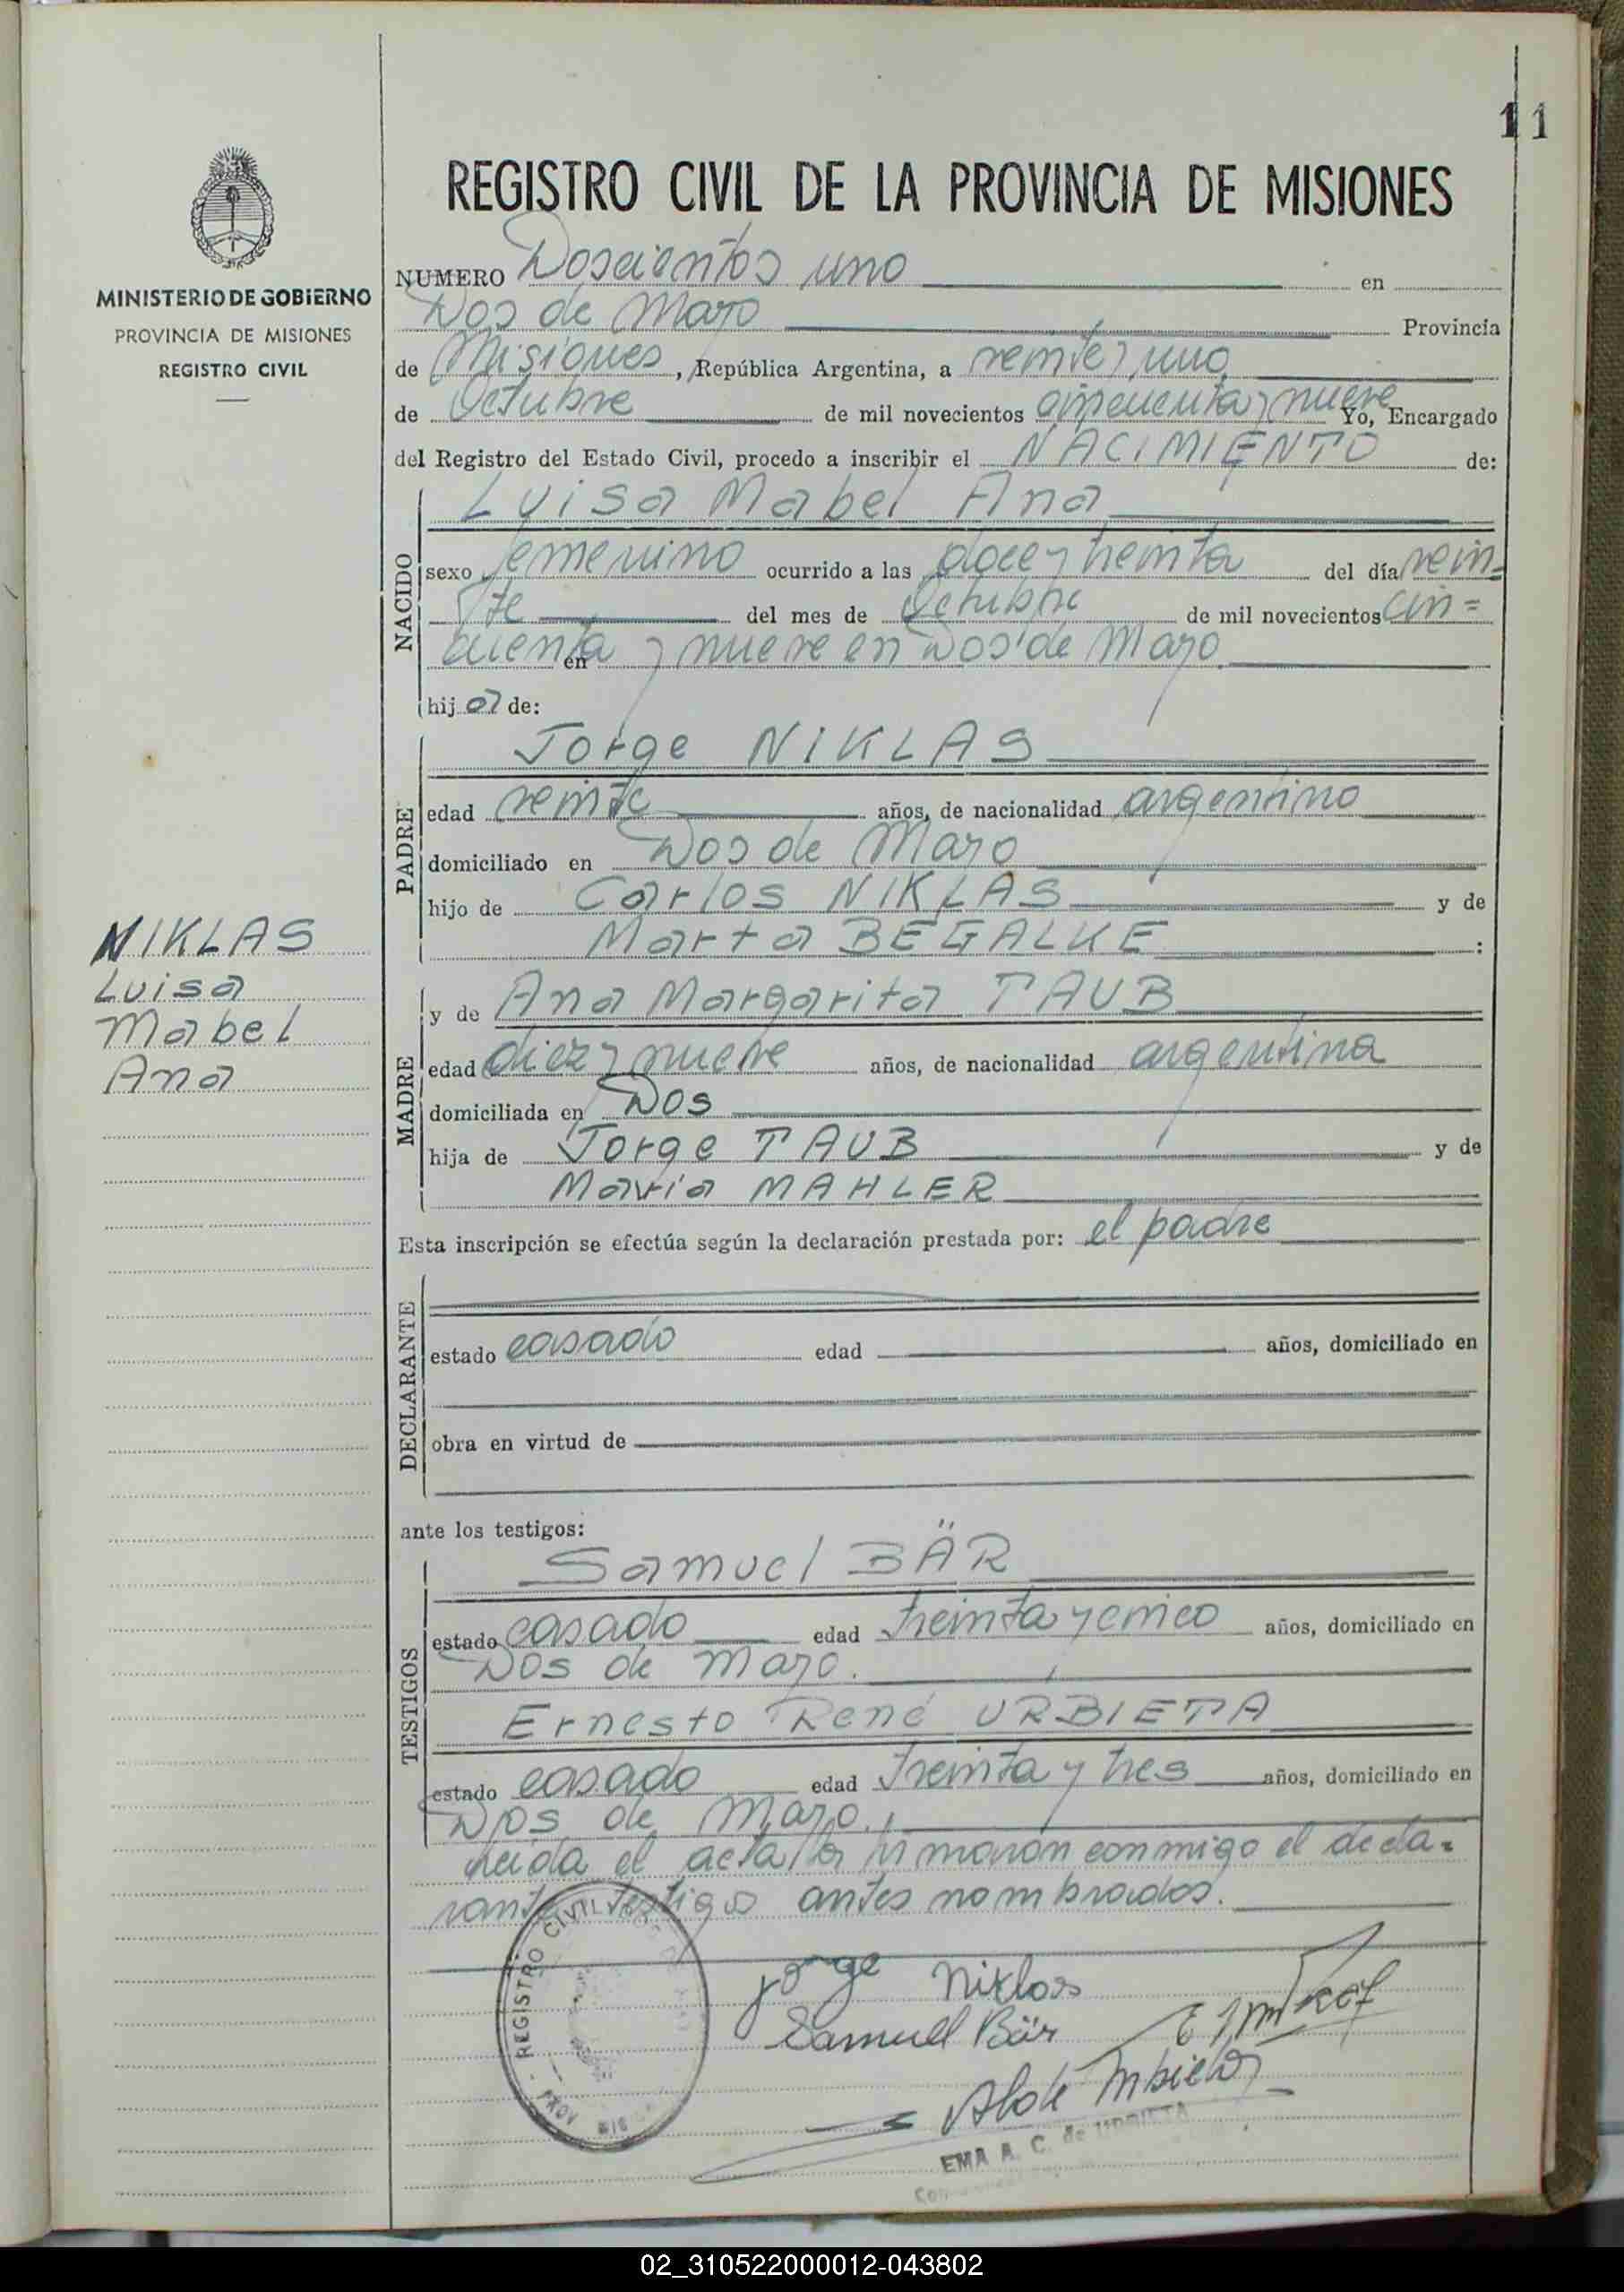 11
REGISTRO CIVIL DE LA PROVINCIA DE MISIONES
MINISTERIO DE GOBIERNO
PROVINCIA DE MISIONES
REGISTRO CIVIL
NUMERO Doscientos uno en
Dos de Mayo Provincia
de Misiones, República Argentina, a veinte y uno
de Octubre de mil novecientos cincuenta y nueve Yo, Encargado
del Registro del Estado Civil, procedo a inscribir el NACIMIENTO de:
NACIDO
Luisa Mabel Ana
sexo femenino ocurrido a las doce y treinta del día vein=
te del mes de Octubre de mil novecientos cin=
cuenta y nueve en Dos de Mayo
en
hija de:
PADRE
Jorge NIKLAS
edad veinte años, de nacionalidad argentino
domiciliado en Dos de Mayo
hijo de Carlos NIKLAS y de
Marta BEGALKE :
NIKLAS
Luisa
Mabel
Ana
MADRE
y de Ana Margarita TAUB
edad diez y nueve años, de nacionalidad argentina
domiciliada en Dos
hija de Jorge TAUB y de
Maria MAHLER
Esta inscripción se efectúa según la declaración prestada por: el padre
DECLARANTE
estado casado edad años, domiciliado en
obra en virtud de
ante los testigos:
TESTIGOS
Samuel BÄR
estado casado edad treinta y cinco años, domiciliado en
Dos de Mayo.
Ernesto René URBIETA
estado casado edad treinta y tres años, domiciliado en
Dos de Mayo.
Leida el acta, la firmaron conmigo el decla=
rante testigos antes nombrados.
REGISTRO CIVIL
PROV MIS
Jorge Niklas
Samuel Bär
EMA A. C. de URBIETA
02_310522000012-043802